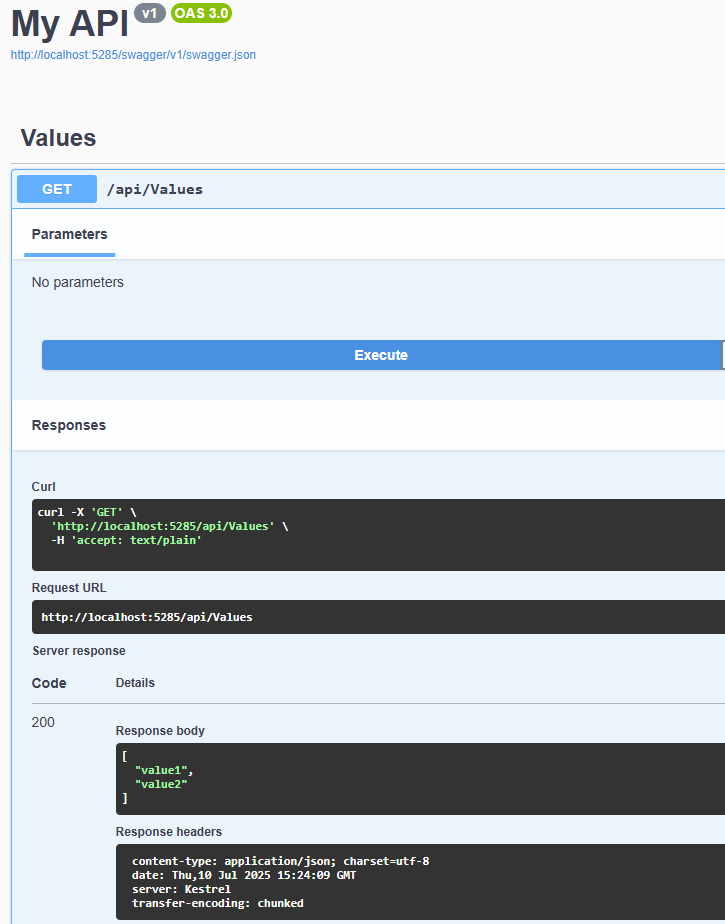 My API v1 OAS 3.0
http://localhost:5285/swagger/v1/swagger.json
Values
GET /api/Values
Parameters
No parameters
Execute
Responses
Curl
curl -X 'GET' \
  'http://localhost:5285/api/Values' \
  -H 'accept: text/plain'
Request URL
http://localhost:5285/api/Values
Server response
Code Details
200
Response body
[
  "value1",
  "value2"
]
Response headers
content-type: application/json; charset=utf-8
date: Thu,10 Jul 2025 15:24:09 GMT
server: Kestrel
transfer-encoding: chunked